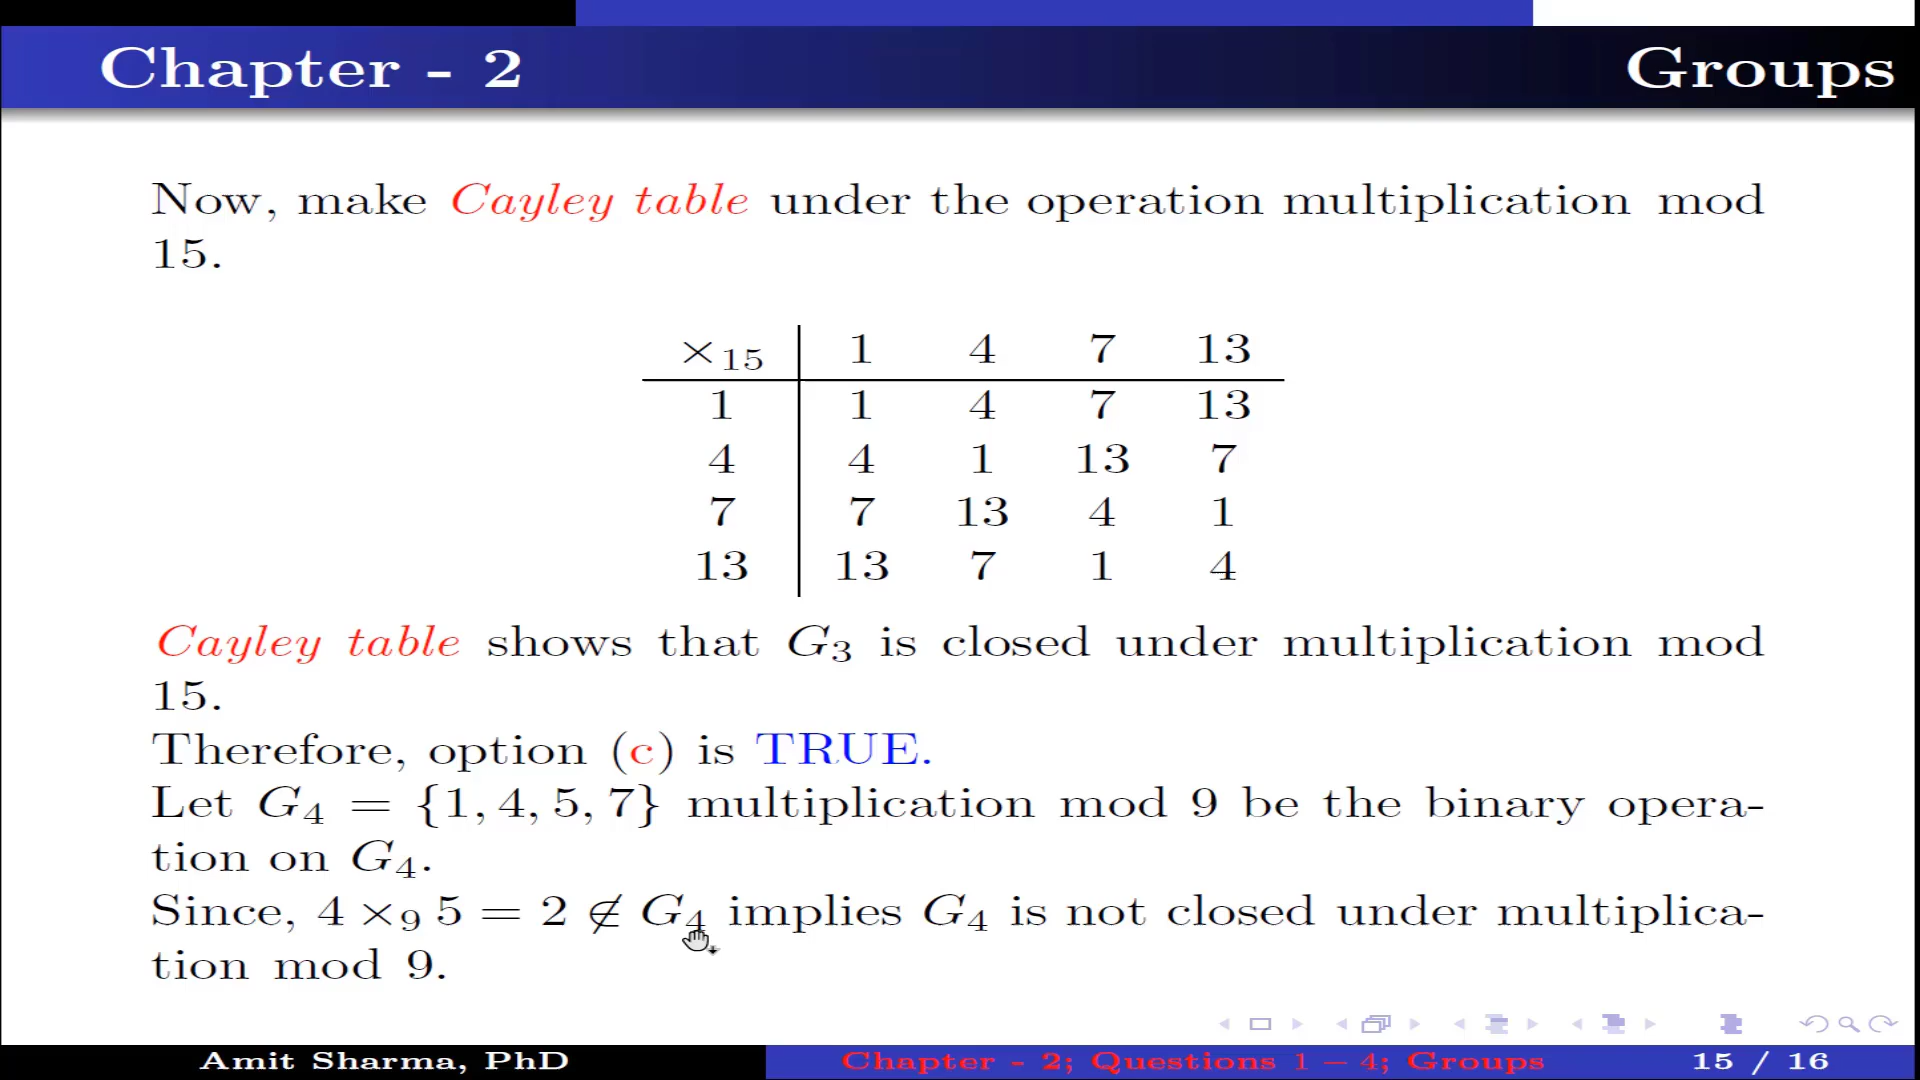 Chapter - 2 Groups
Now, make Cayley table under the operation multiplication mod
15.
×₁₅ 1 4 7 13
1 1 4 7 13
4 4 1 13 7
7 7 13 4 1
13 13 7 1 4
Cayley table shows that G₃ is closed under multiplication mod
15.
Therefore, option (c) is TRUE.
Let G₄ = {1, 4, 5, 7} multiplication mod 9 be the binary opera-
tion on G₄.
Since, 4 ×₉ 5 = 2 ∉ G₄ implies G₄ is not closed under multiplica-
tion mod 9.
Amit Sharma, PhD Chapter - 2; Questions 1 − 4; Groups 15 / 16